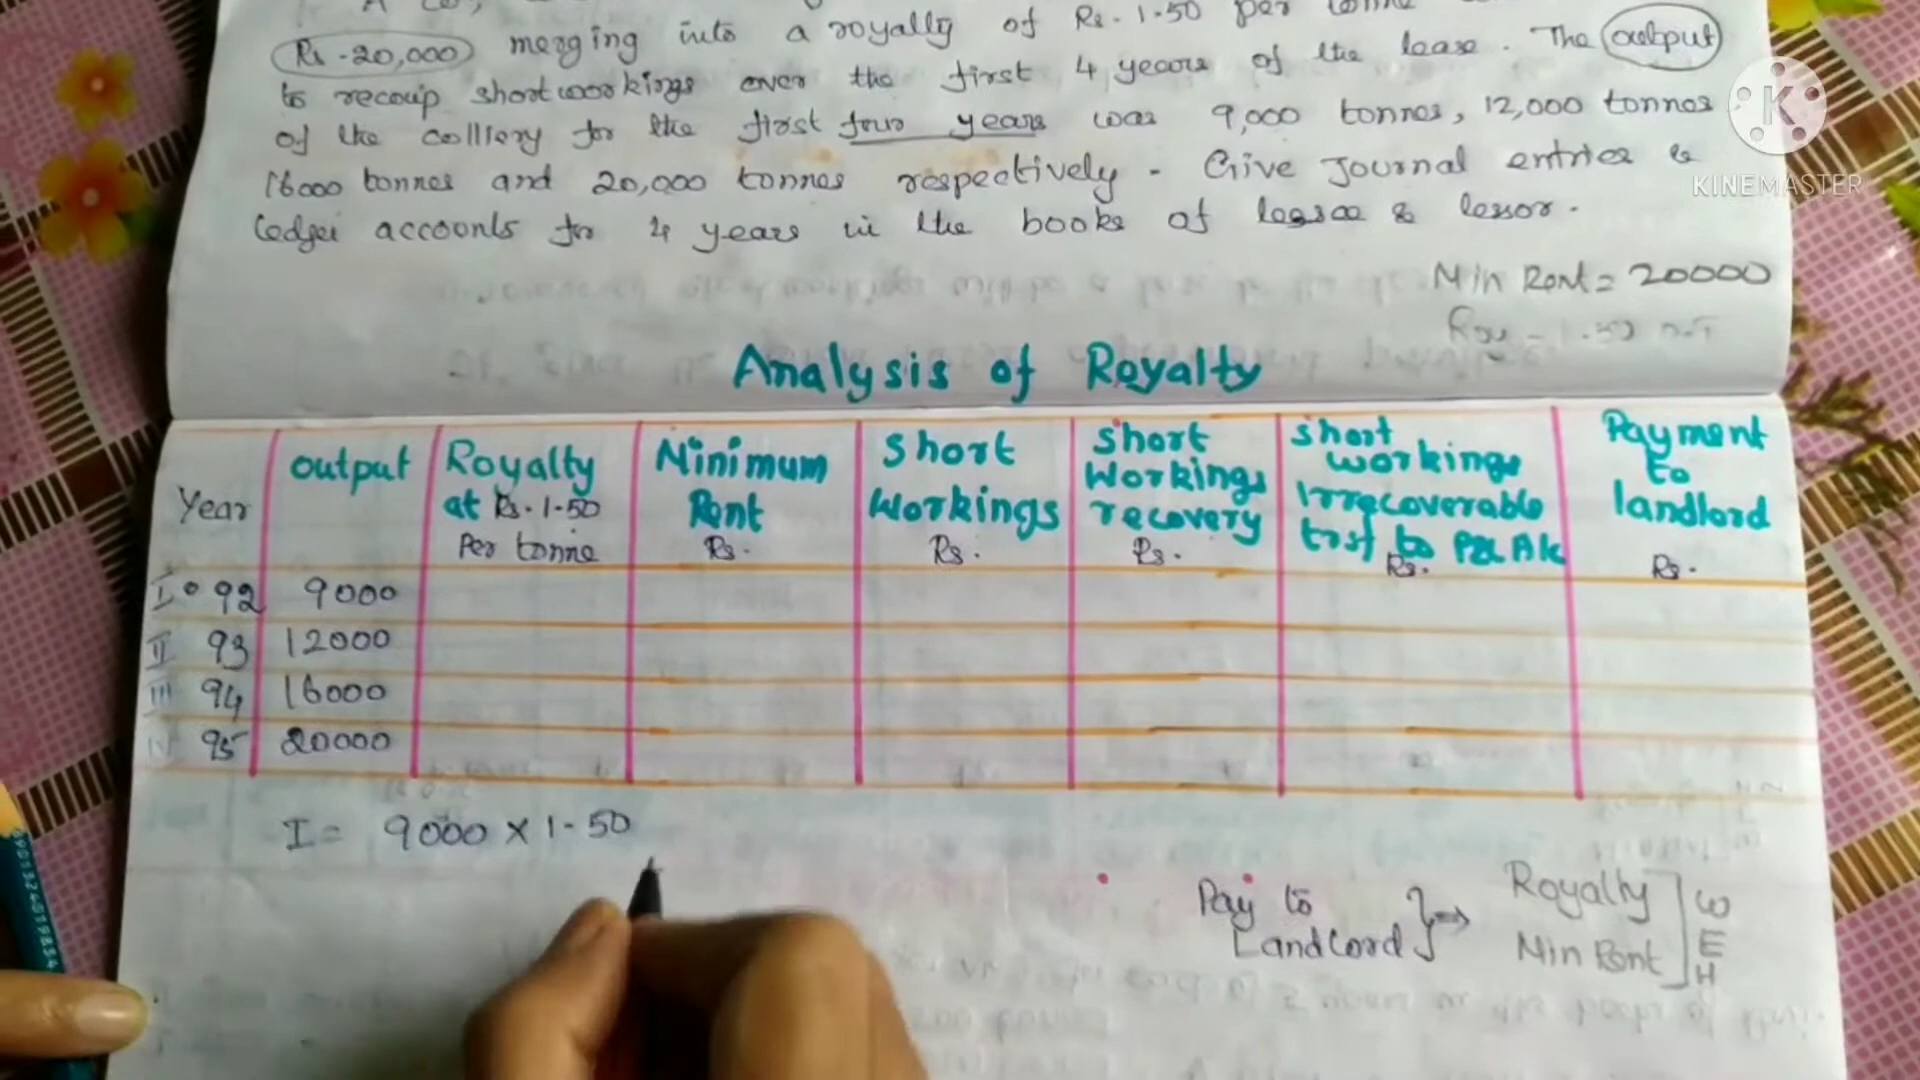 Rs-20,000 merging into a royalty of Rs-1.50 per tonne
to recoup shortworkings over the first 4 years of the lease. The output
of the colliery for the first four years was 9,000 tonnes, 12,000 tonnes
16000 tonnes and 20,000 tonnes respectively - Give Journal entries &
ledger accounts for 4 years in the books of lessee & lessor.
KINEMASTER
Min Rent = 20000
Analysis of Royalty
Year
output
Royalty
at Rs.1-50
Per tonne
Minimum
Rent
Rs.
Short
Workings
Rs.
Short
Workings
recovery
Rs.
Short
workings
Irrecoverable
trsf to P&L A/c
Rs.
Payment
to
landlord
Rs.
I 92 9000
II 93 12000
III 94 16000
IV 95 20000
I = 9000 x 1-50
Pay to
Landlord
Royalty
Min Rent
W
E
H